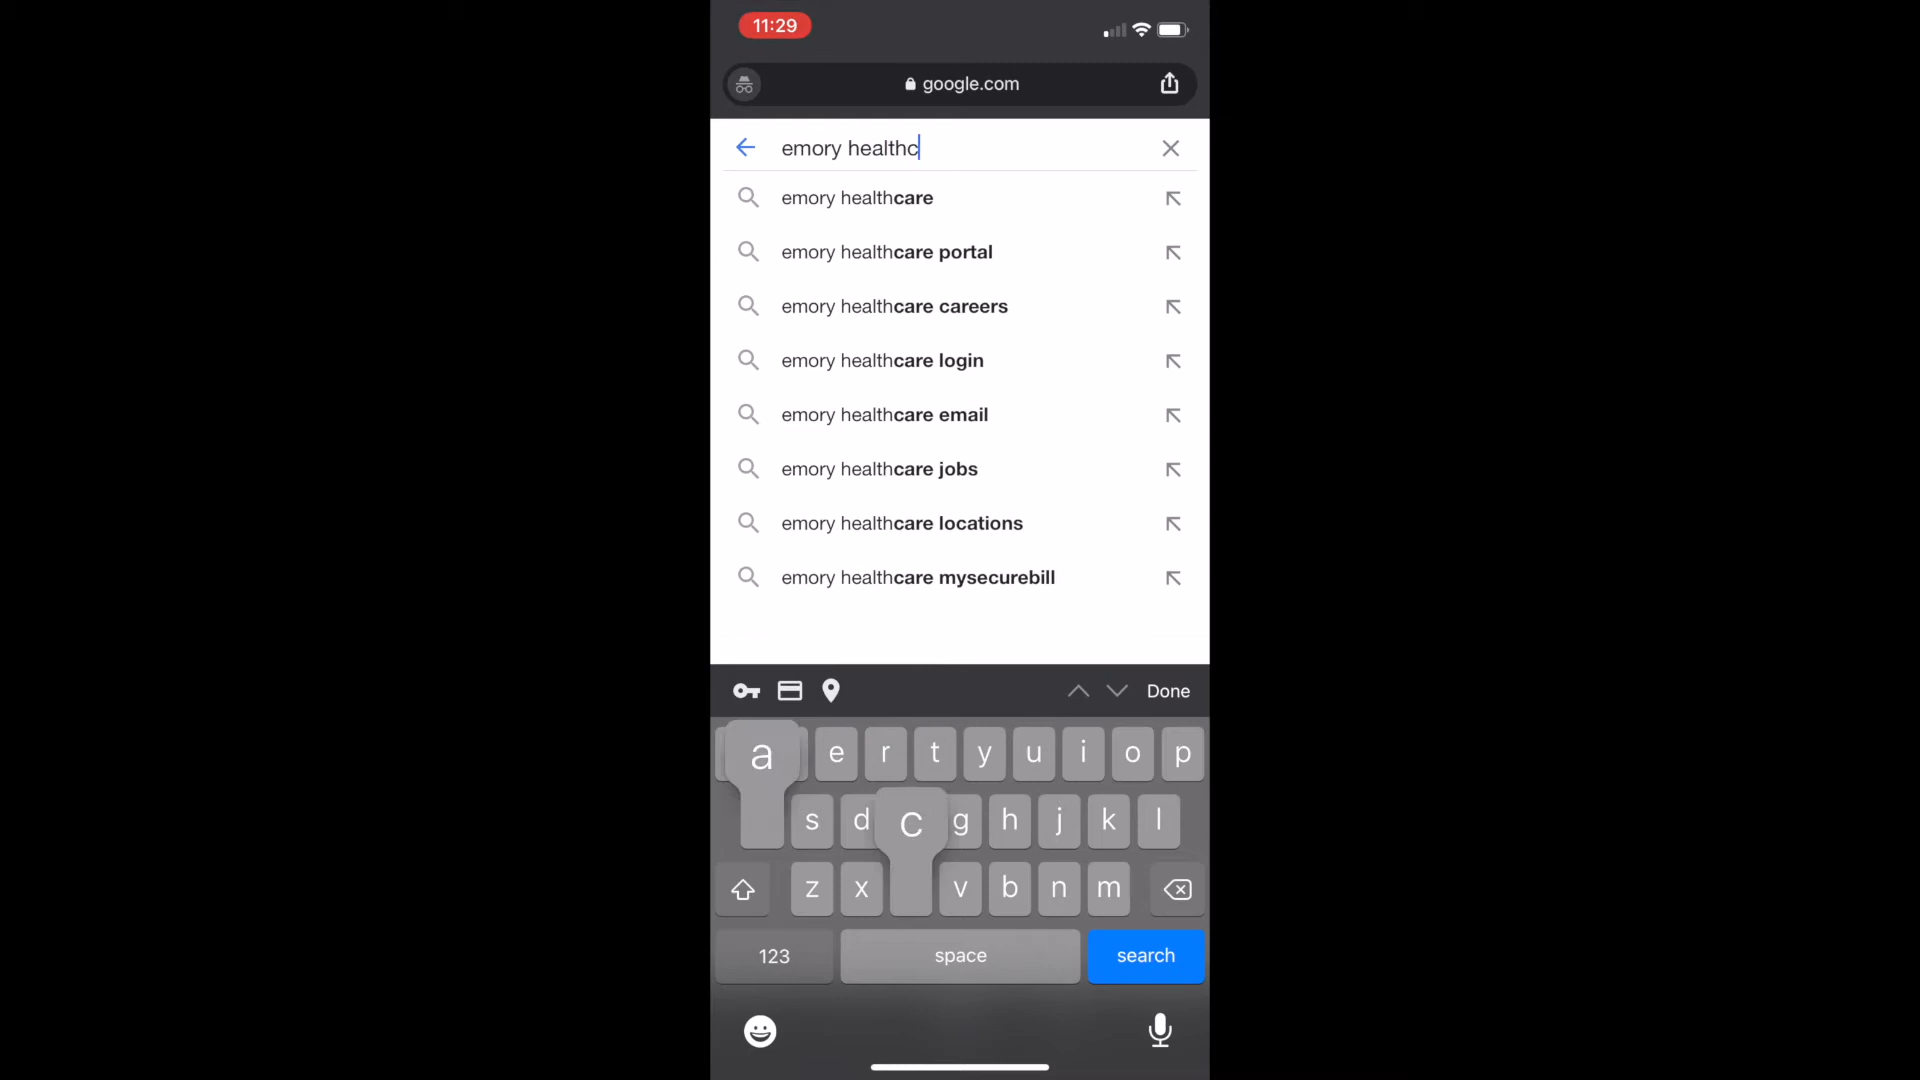 11:29
google.com
emory healthc
emory healthcare
emory healthcare portal
emory healthcare careers
emory healthcare login
emory healthcare email
emory healthcare jobs
emory healthcare locations
emory healthcare mysecurebill
Done
a e r t y u i o p
s d c g h j k l
z x v b n m
123 space search